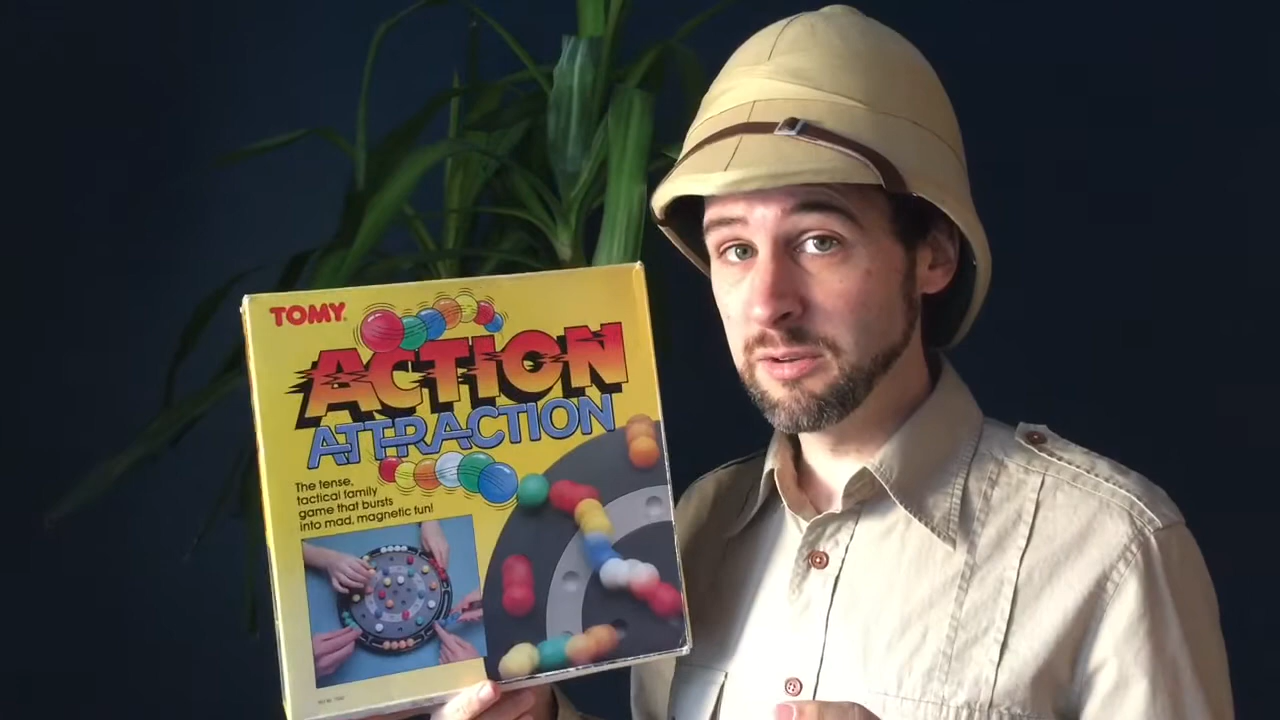 TOMY
ACTION
ATTRACTION
The tense,
tactical family
game that bursts
into mad, magnetic fun!